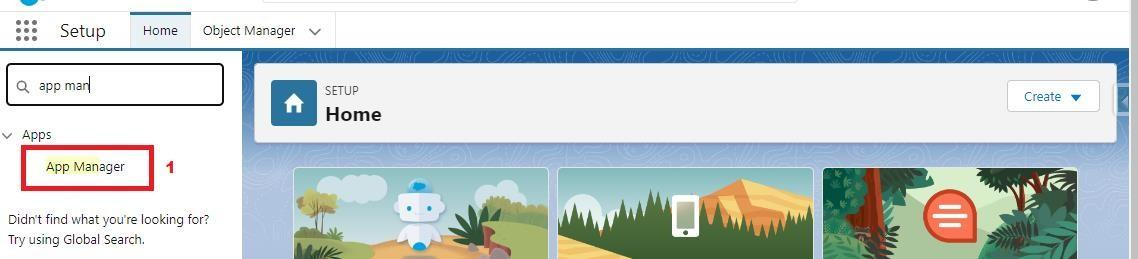 Setup
Home
Object Manager
app man
Apps
App Manager
1
Didn't find what you're looking for?
Try using Global Search.
SETUP
Home
Create